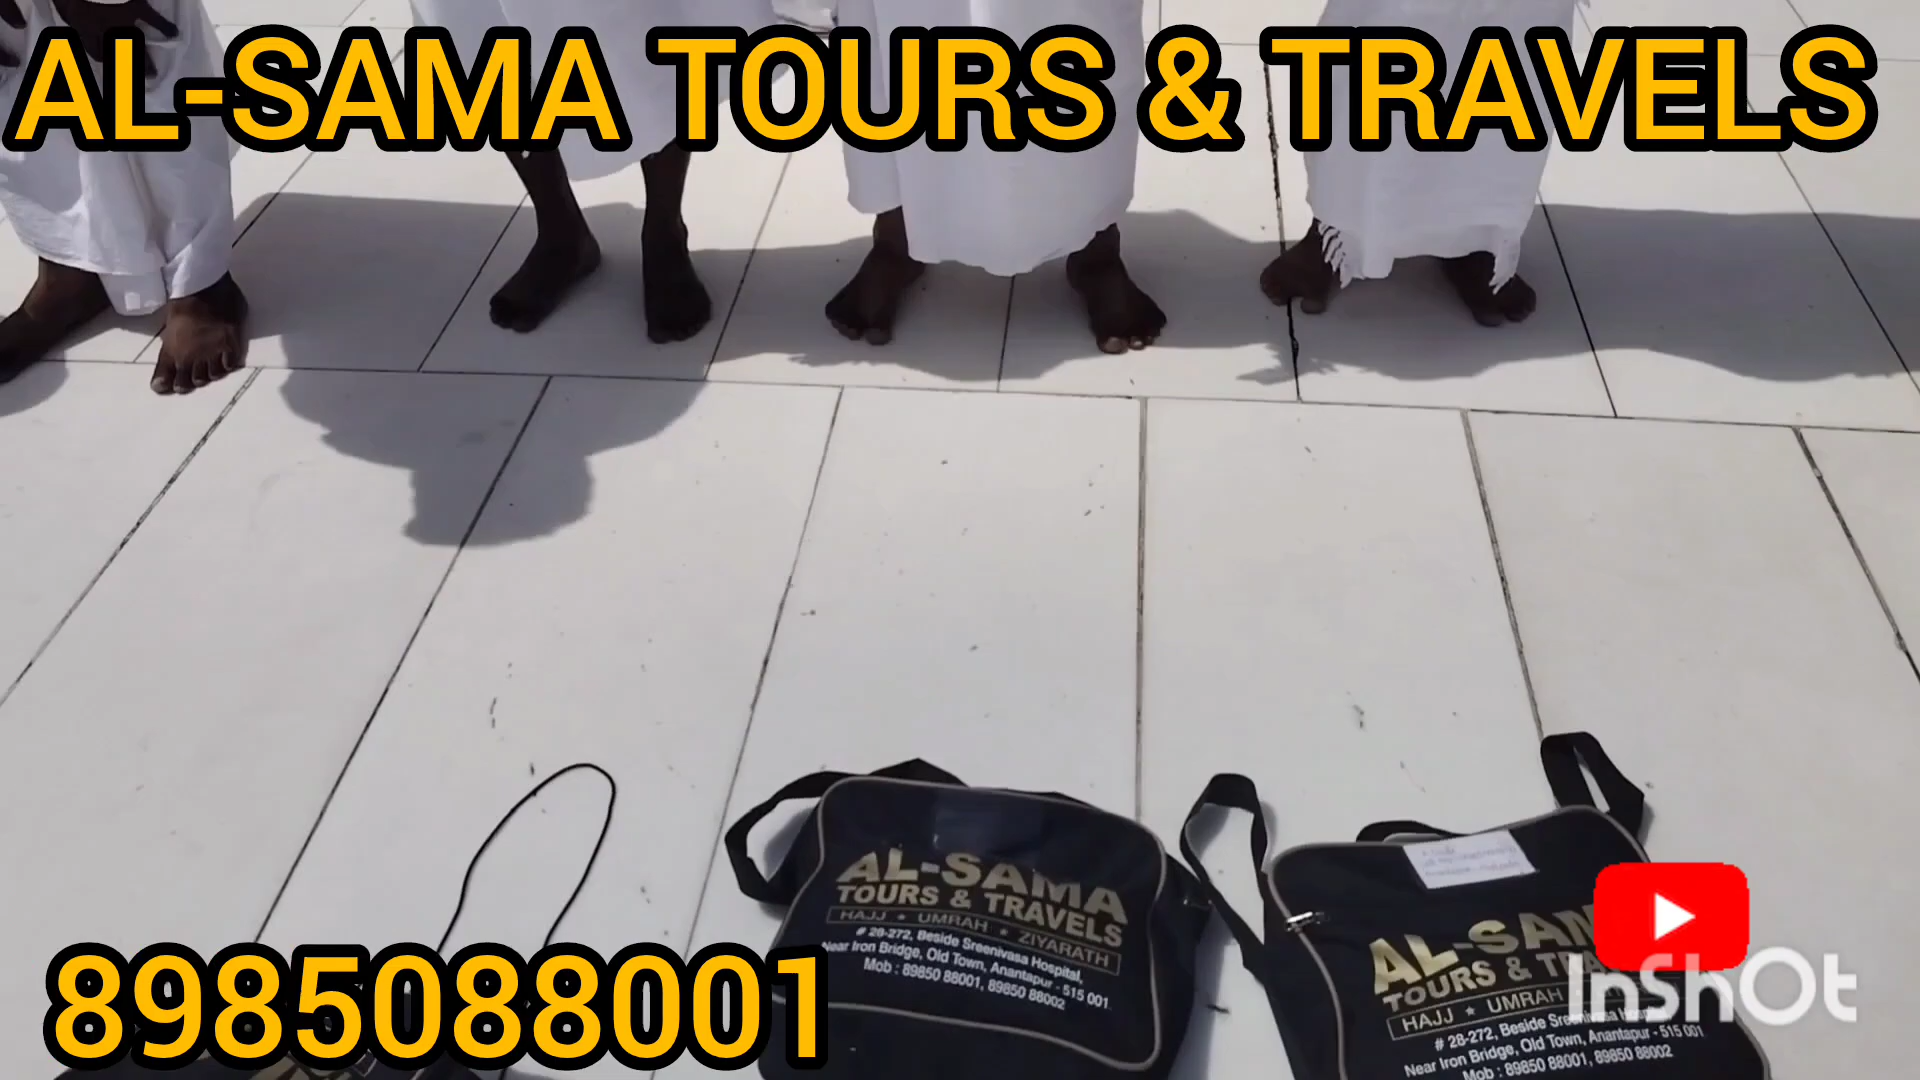 AL-SAMA TOURS & TRAVELS
AL-SAMA
TOURS & TRAVELS
HAJJ ★ UMRAH ★ ZIYARATH
# 28-272, Beside Sreenivasa Hospital,
Near Iron Bridge, Old Town, Anantapur - 515 001.
Mob : 89850 88001, 89850 88002
AL-SAM
TOURS & TRA
HAJJ ★ UMRAH
# 28-272, Beside Sreenivasa Hosp
Near Iron Bridge, Old Town, Anantapur - 515 001
Mob : 89850 88001, 89850 88002
8985088001
InShOt